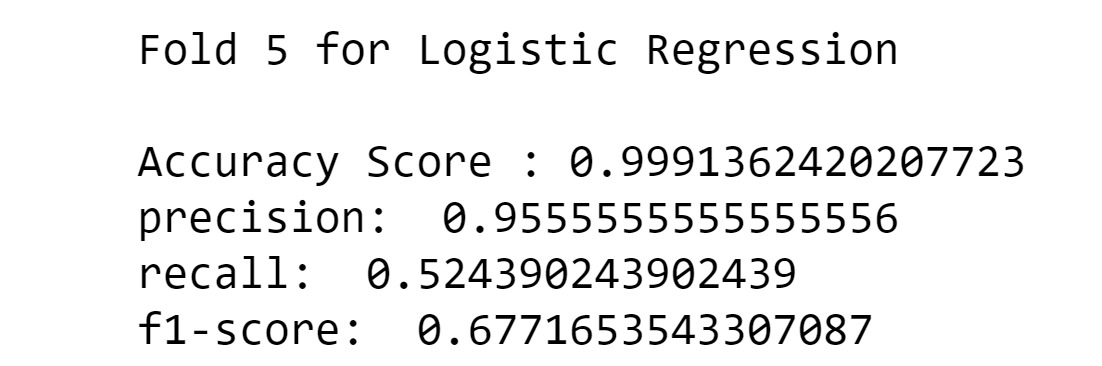 Fold 5 for Logistic Regression
Accuracy Score : 0.9991362420207723
precision:  0.9555555555555556
recall:  0.524390243902439
f1-score:  0.6771653543307087